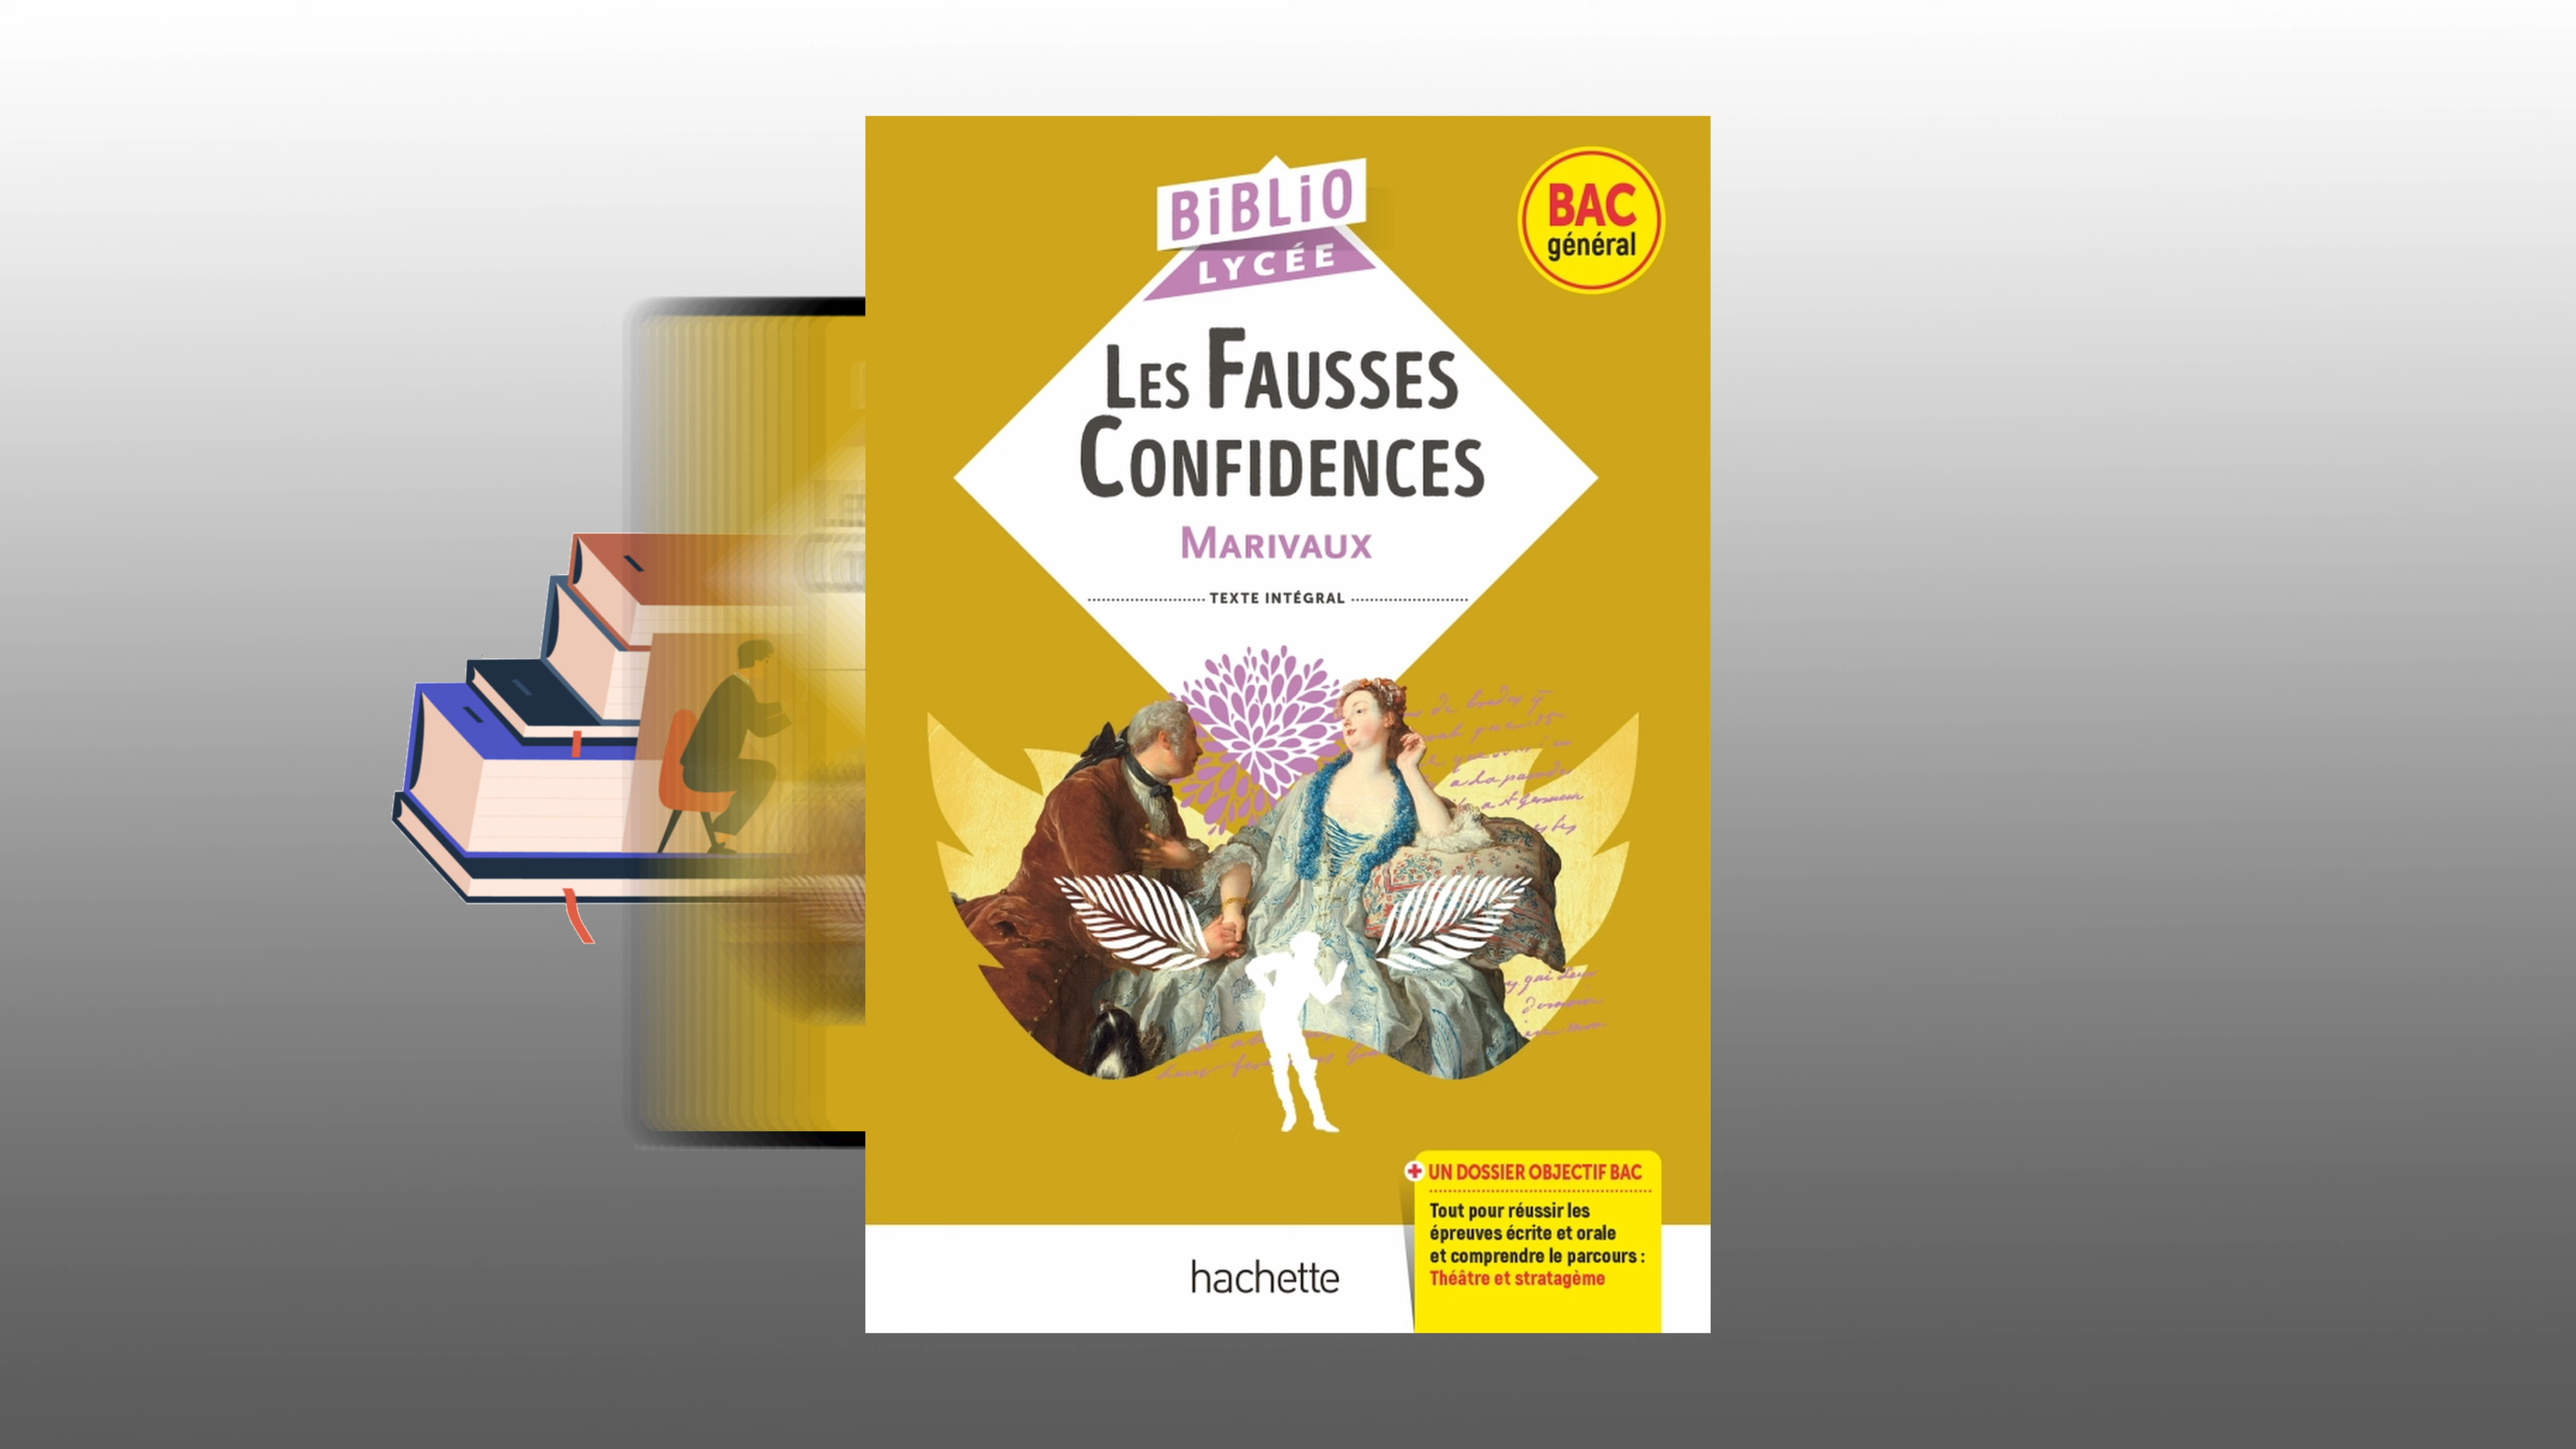 BiBLiO
LYCÉE
BAC
général
LES FAUSSES
CONFIDENCES
MARIVAUX
TEXTE INTÉGRAL
UN DOSSIER OBJECTIF BAC
Tout pour réussir les
épreuves écrite et orale
et comprendre le parcours :
Théâtre et stratagème
hachette